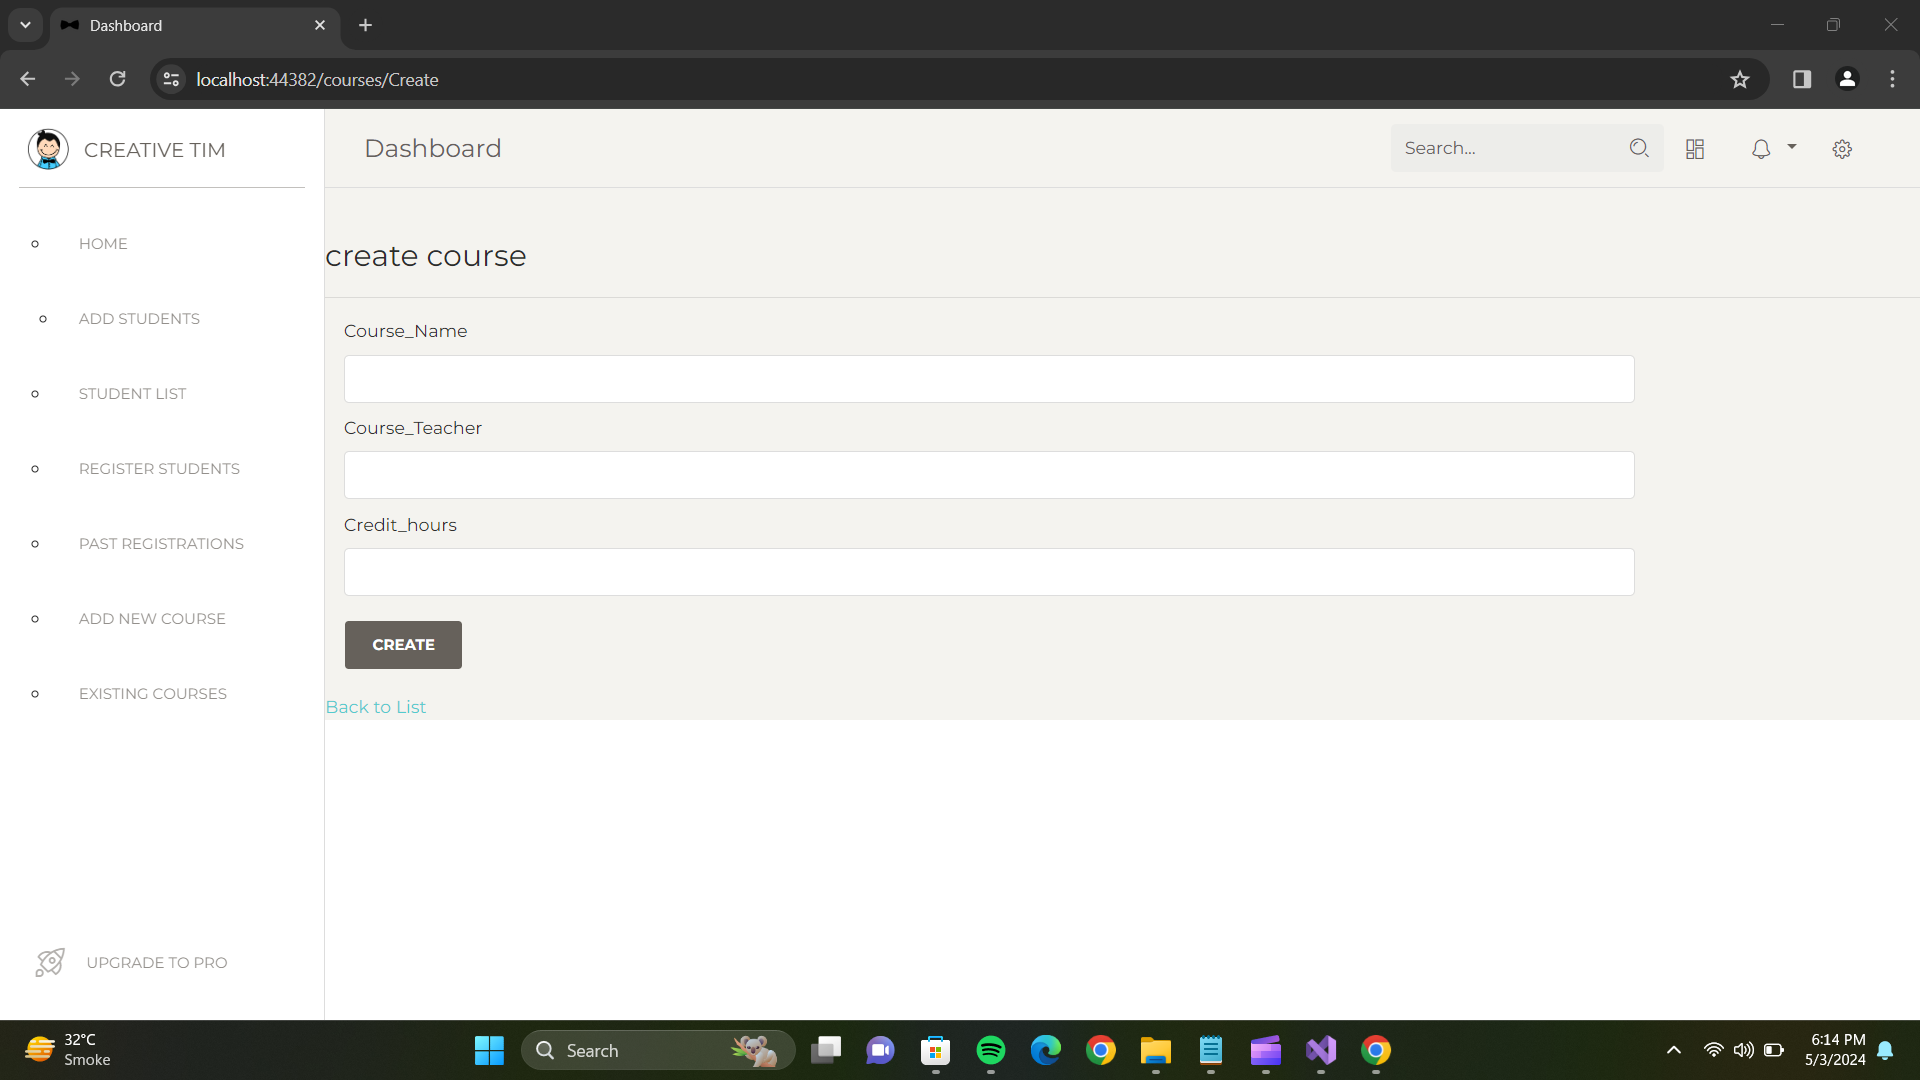 Dashboard
localhost:44382/courses/Create
CREATIVE TIM
Dashboard
Search...
HOME
ADD STUDENTS
STUDENT LIST
REGISTER STUDENTS
PAST REGISTRATIONS
ADD NEW COURSE
EXISTING COURSES
UPGRADE TO PRO
create course
Course_Name
Course_Teacher
Credit_hours
CREATE
Back to List
32°C
Smoke
Search
6:14 PM
5/3/2024